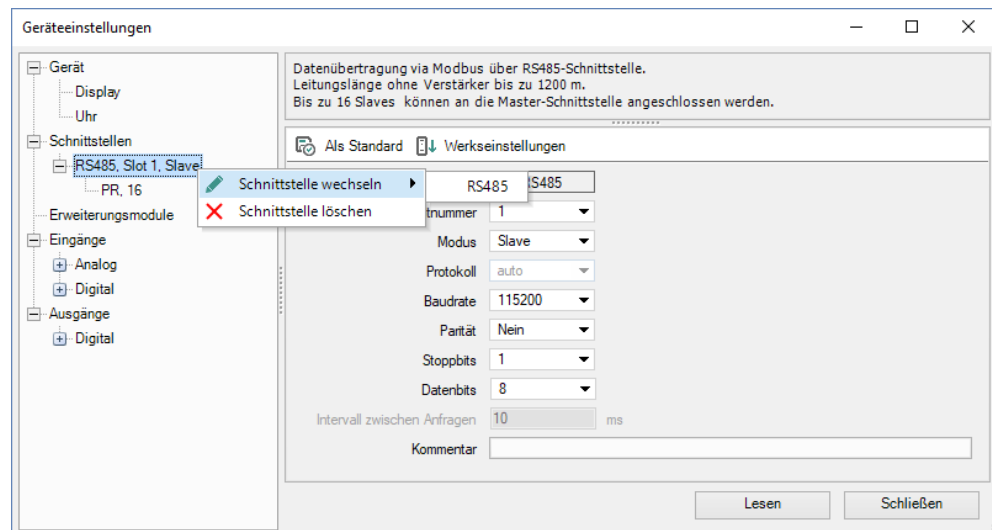 Geräteeinstellungen
Gerät
Display
Uhr
Schnittstellen
RS485, Slot 1, Slave
PR, 16
Erweiterungsmodule
Eingänge
Analog
Digital
Ausgänge
Digital
Schnittstelle wechseln
Schnittstelle löschen
RS485
Datenübertragung via Modbus über RS485-Schnittstelle.
Leitungslänge ohne Verstärker bis zu 1200 m.
Bis zu 16 Slaves können an die Master-Schnittstelle angeschlossen werden.
Als Standard Werkseinstellungen
S485
tnummer 1
Modus Slave
Protokoll auto
Baudrate 115200
Parität Nein
Stoppbits 1
Datenbits 8
Intervall zwischen Anfragen 10 ms
Kommentar
Lesen Schließen